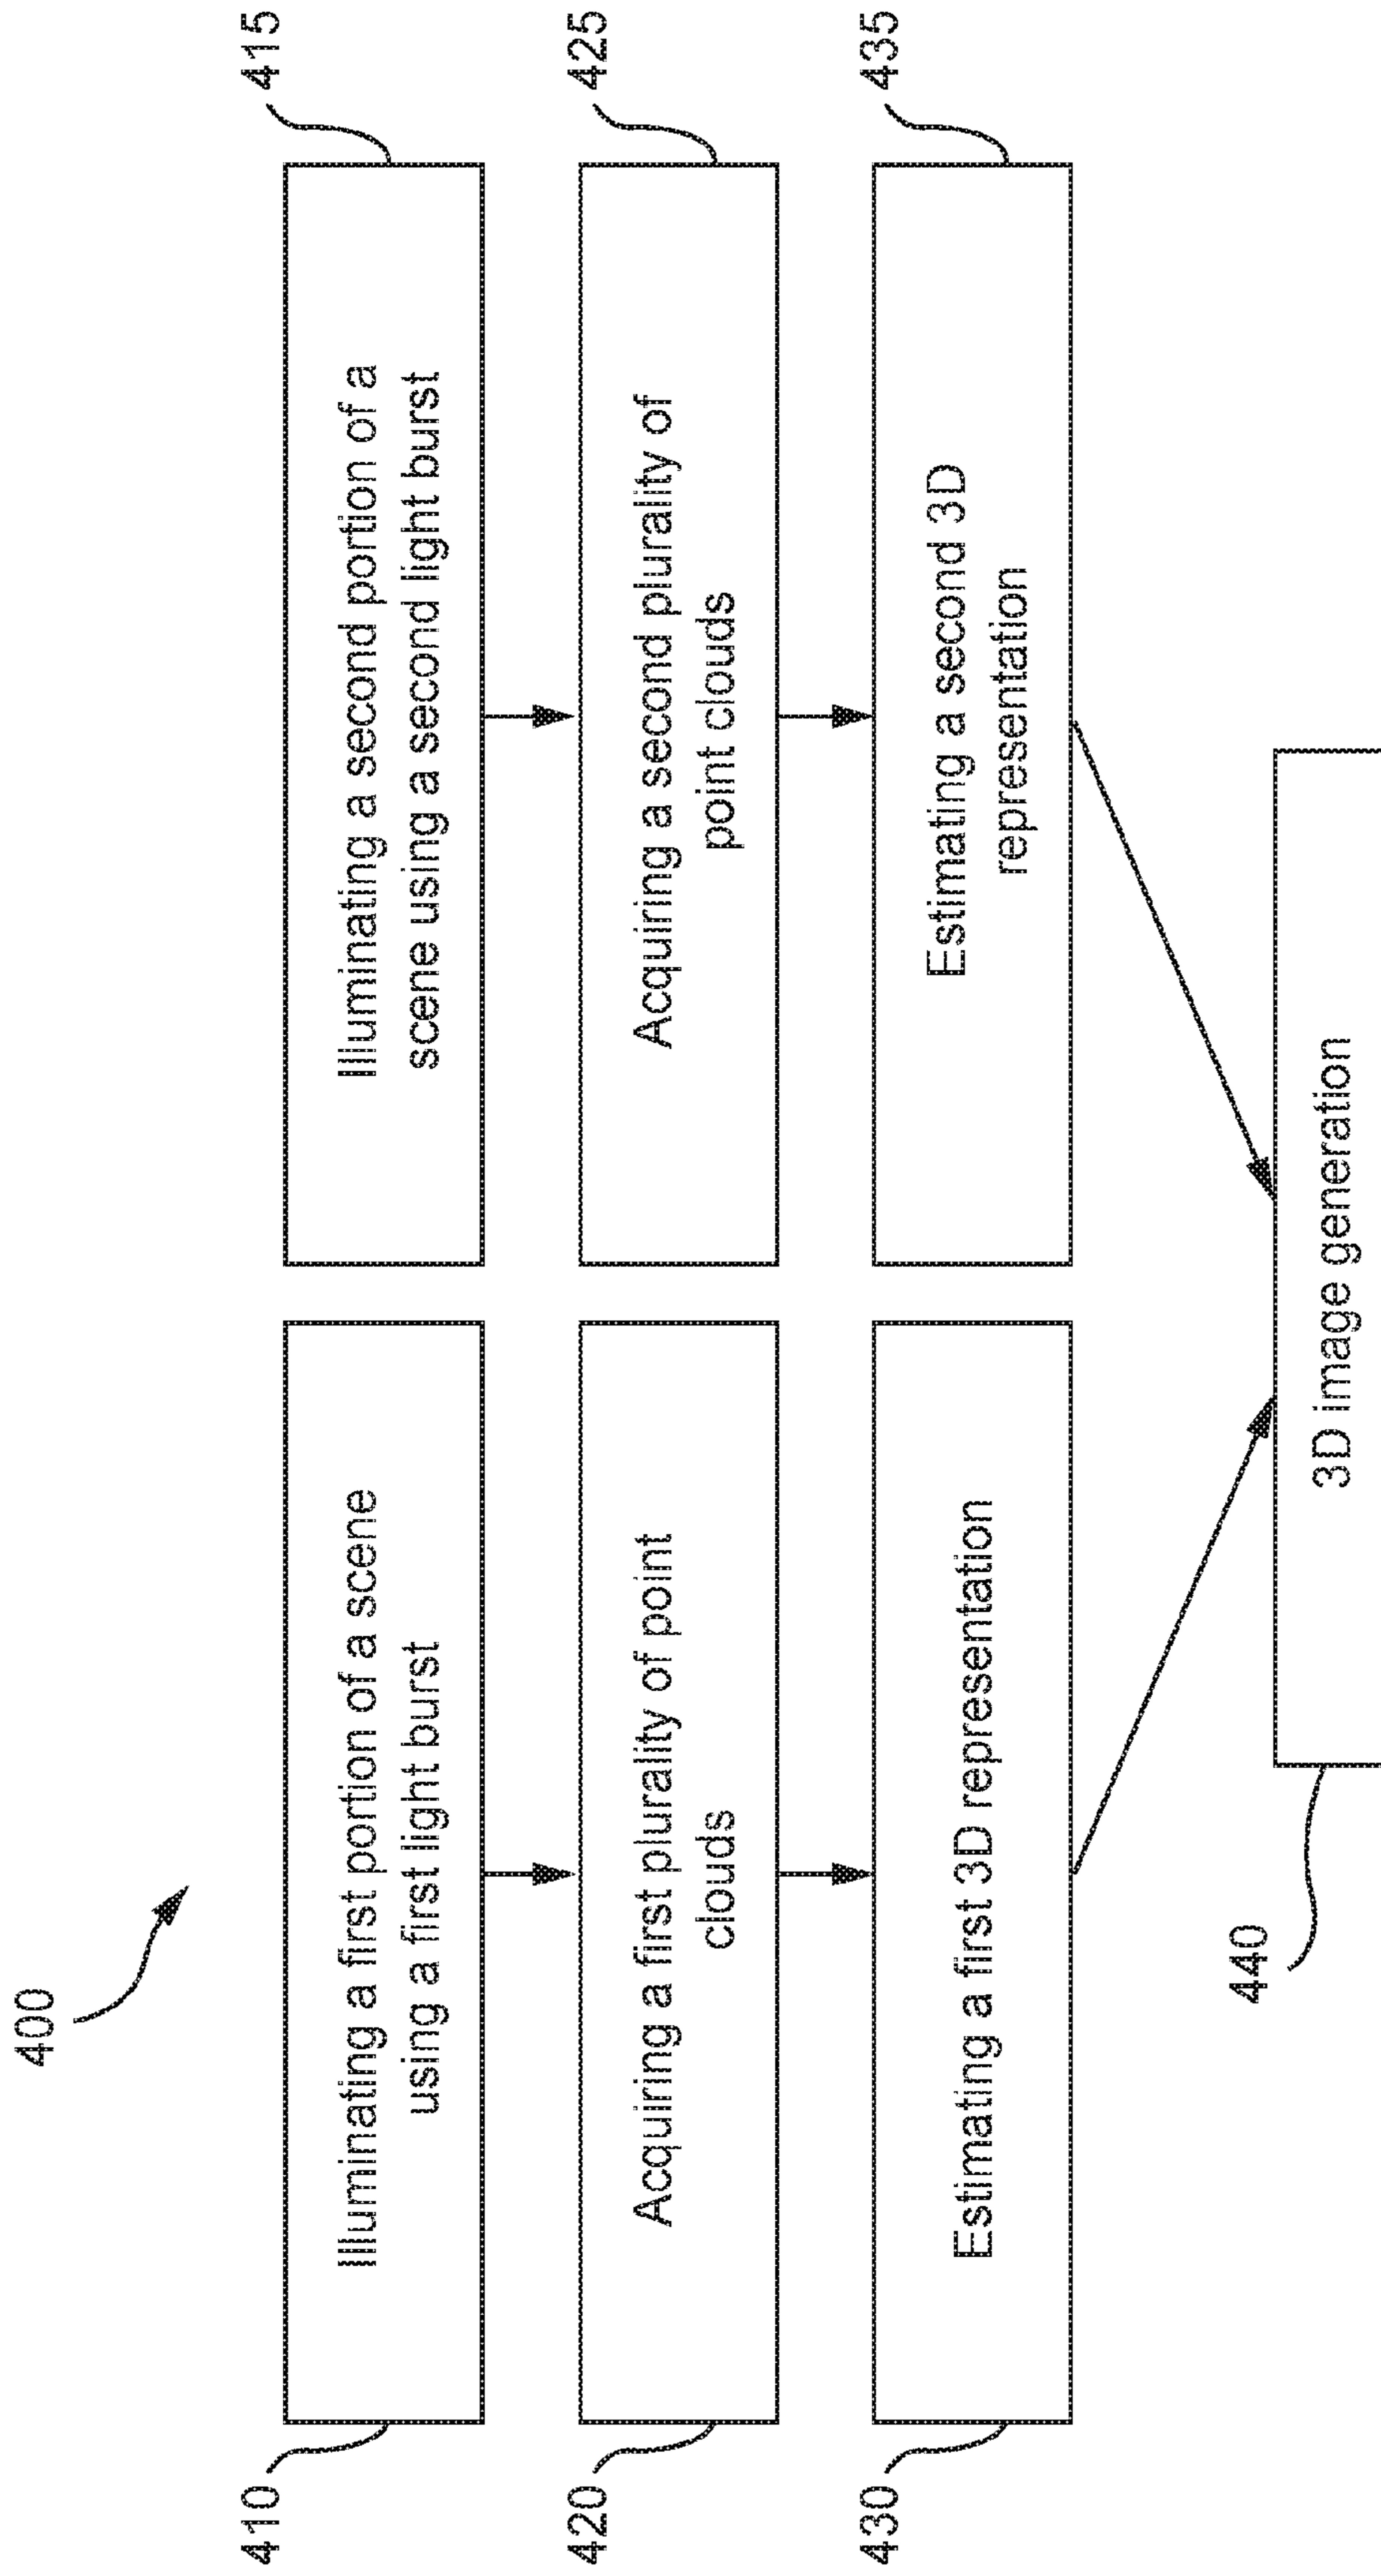 400
410
Illuminating a first portion of a scene
using a first light burst
Illuminating a second portion of a
scene using a second light burst
415
420
Acquiring a first plurality of point
clouds
Acquiring a second plurality of
point clouds
425
430
Estimating a first 3D representation
Estimating a second 3D
representation
435
440
3D image generation